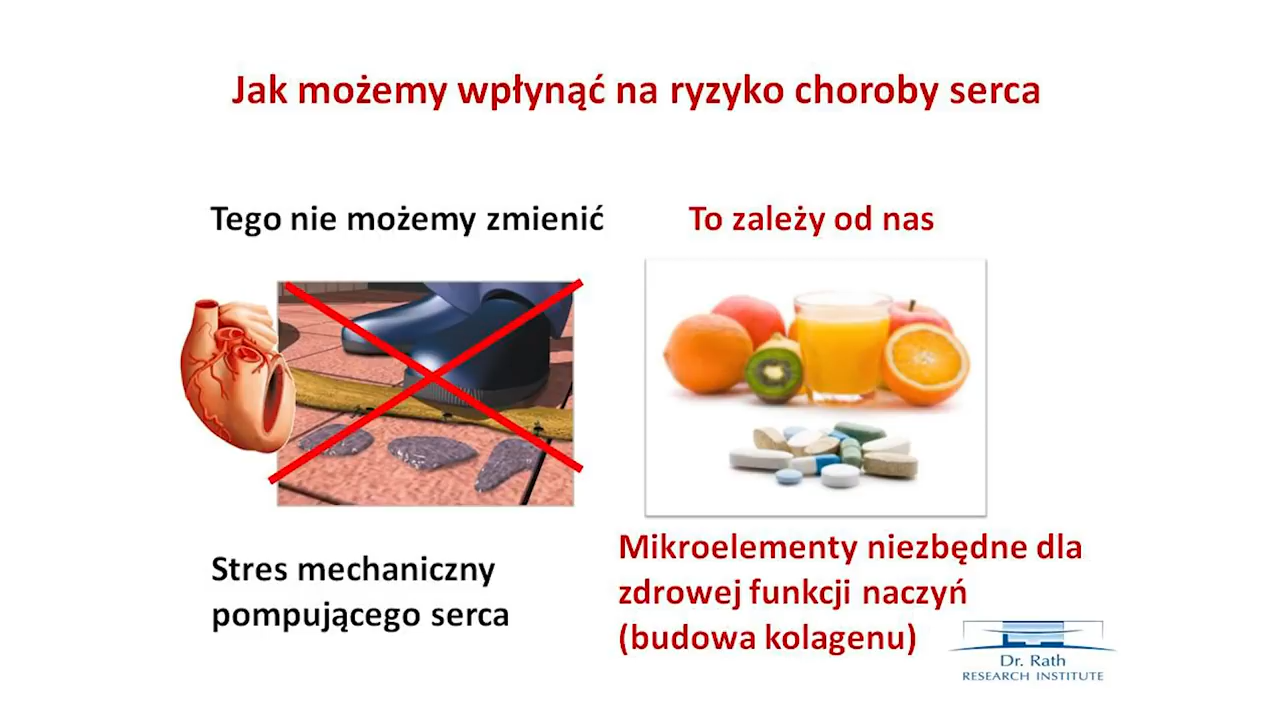 Jak możemy wpłynąć na ryzyko choroby serca
Tego nie możemy zmienić
To zależy od nas
Stres mechaniczny
pompującego serca
Mikroelementy niezbędne dla
zdrowej funkcji naczyń
(budowa kolagenu)
Dr. Rath
RESEARCH INSTITUTE